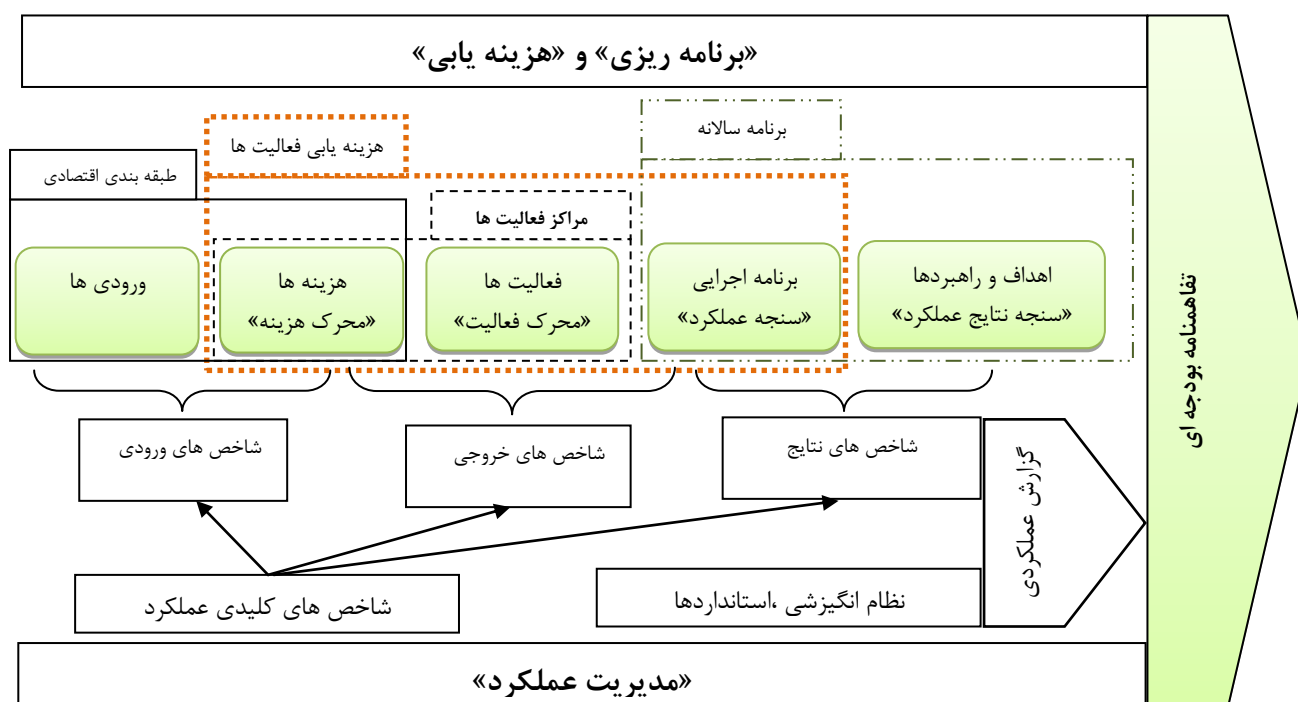 «برنامه ریزی» و «هزینه یابی»
برنامه سالانه
هزینه یابی فعالیت ها
طبقه بندی اقتصادی
مراکز فعالیت ها
اهداف و راهبردها
«سنجه نتایج عملکرد»
برنامه اجرایی
«سنجه عملکرد»
فعالیت ها
«محرک فعالیت»
هزینه ها
«محرک هزینه»
ورودی ها
شاخص های نتایج
شاخص های خروجی
شاخص های ورودی
گزارش عملکردی
نظام انگیزشی ،استانداردها
شاخص های کلیدی عملکرد
«مدیریت عملکرد»
تفاهمنامه بودجه ای